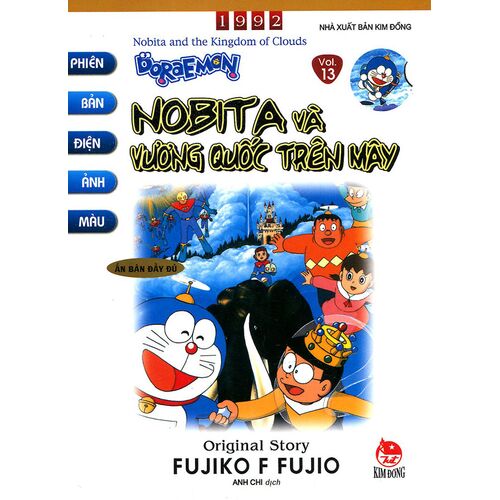 1992
NHÀ XUẤT BẢN KIM ĐỒNG
Nobita and the Kingdom of Clouds
DORAEMON
Vol.
13
PHIÊN
BẢN
ĐIỆN
ẢNH
MÀU
NOBITA VÀ
VƯƠNG QUỐC TRÊN MÂY
ẤN BẢN ĐẦY ĐỦ
Original Story
FUJIKO F FUJIO
ANH CHI dịch
KIM ĐỒNG